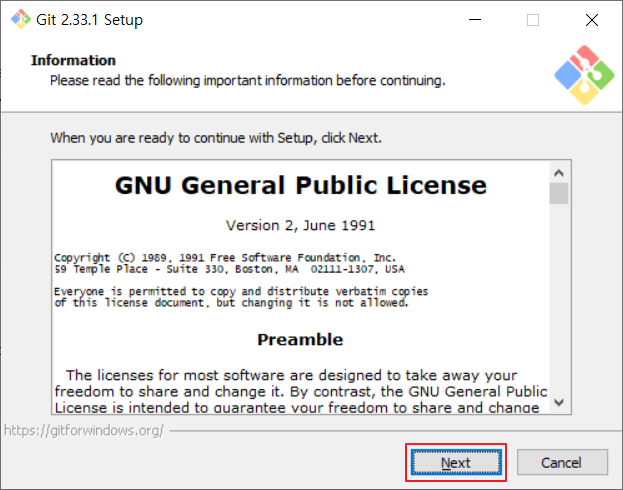 Git 2.33.1 Setup
Information
Please read the following important information before continuing.
When you are ready to continue with Setup, click Next.
GNU General Public License
Version 2, June 1991
Copyright (C) 1989, 1991 Free Software Foundation, Inc.
59 Temple Place - Suite 330, Boston, MA  02111-1307, USA
Everyone is permitted to copy and distribute verbatim copies
of this license document, but changing it is not allowed.
Preamble
The licenses for most software are designed to take away your
freedom to share and change it. By contrast, the GNU General Public
License is intended to guarantee your freedom to share and change
https://gitforwindows.org/
Next
Cancel